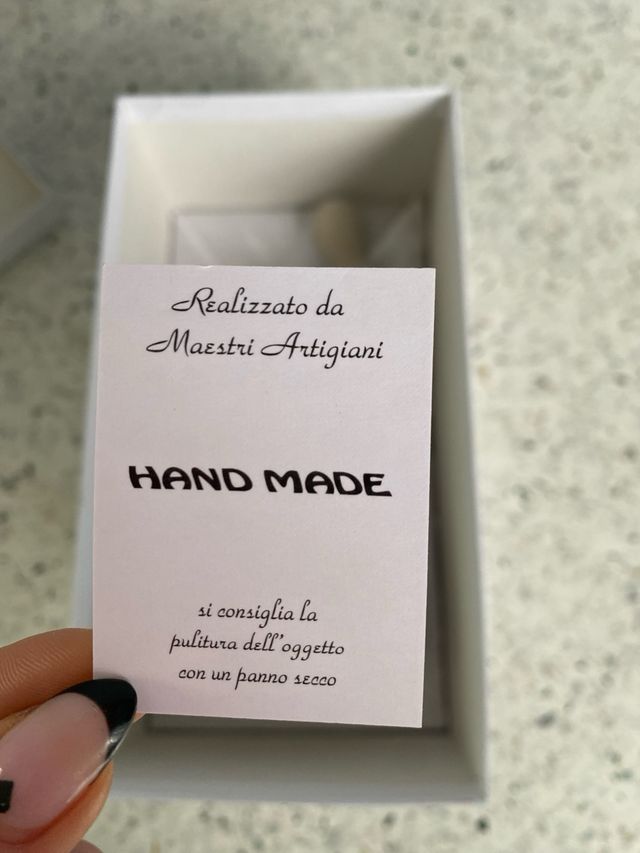 Realizzato da
Maestri Artigiani
HAND MADE
si consiglia la
pulitura dell'oggetto
con un panno secco